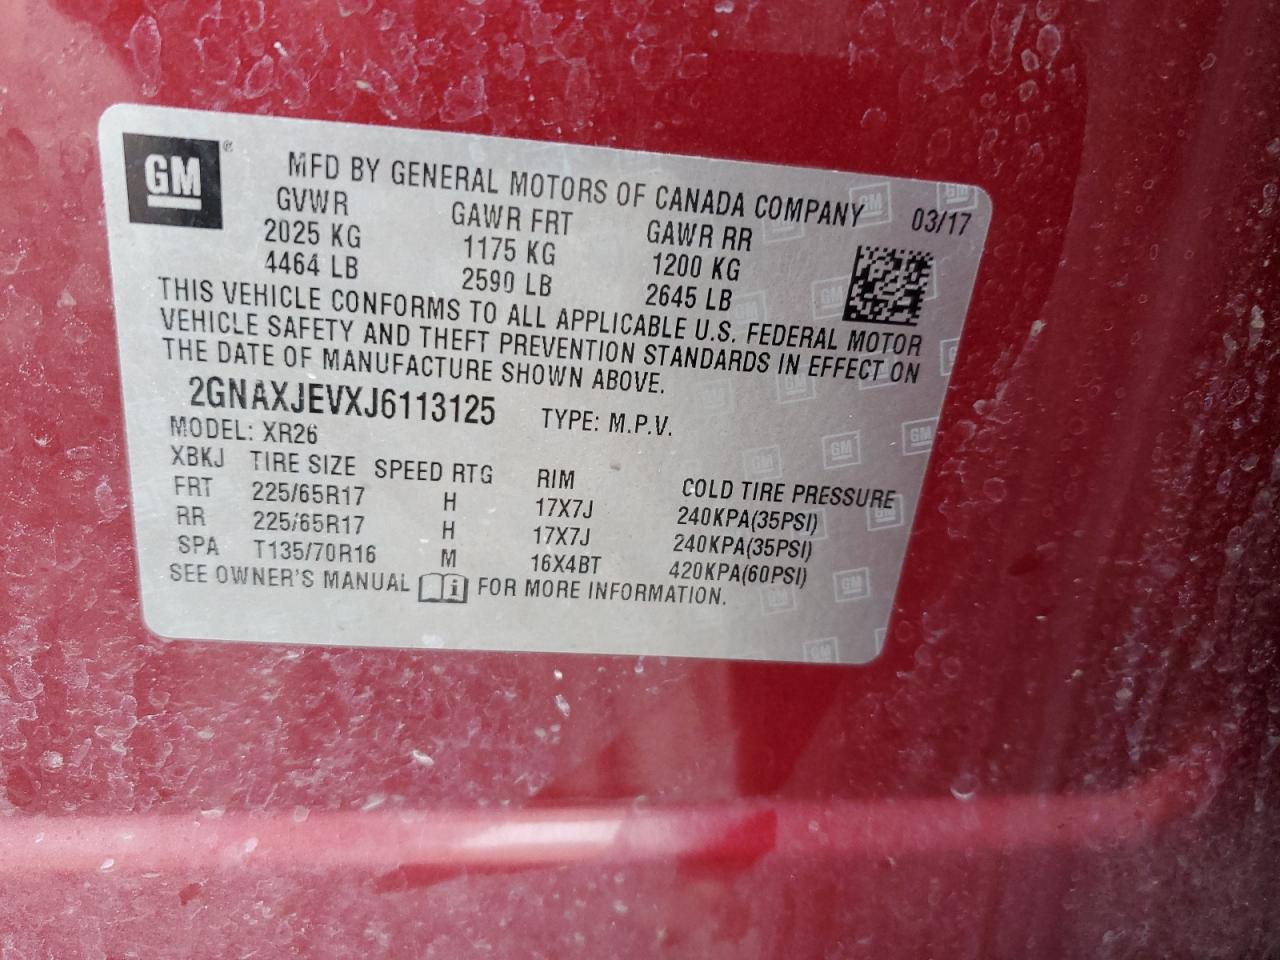 GM®
MFD BY GENERAL MOTORS OF CANADA COMPANY 03/17
GVWR GAWR FRT GAWR RR
2025 KG 1175 KG 1200 KG
4464 LB 2590 LB 2645 LB
THIS VEHICLE CONFORMS TO ALL APPLICABLE U.S. FEDERAL MOTOR
VEHICLE SAFETY AND THEFT PREVENTION STANDARDS IN EFFECT ON
THE DATE OF MANUFACTURE SHOWN ABOVE.
2GNAXJEVXJ6113125 TYPE: M.P.V.
MODEL: XR26
XBKJ TIRE SIZE SPEED RTG RIM COLD TIRE PRESSURE
FRT 225/65R17 H 17X7J 240KPA(35PSI)
RR 225/65R17 H 17X7J 240KPA(35PSI)
SPA T135/70R16 M 16X4BT 420KPA(60PSI)
SEE OWNER'S MANUAL i FOR MORE INFORMATION.